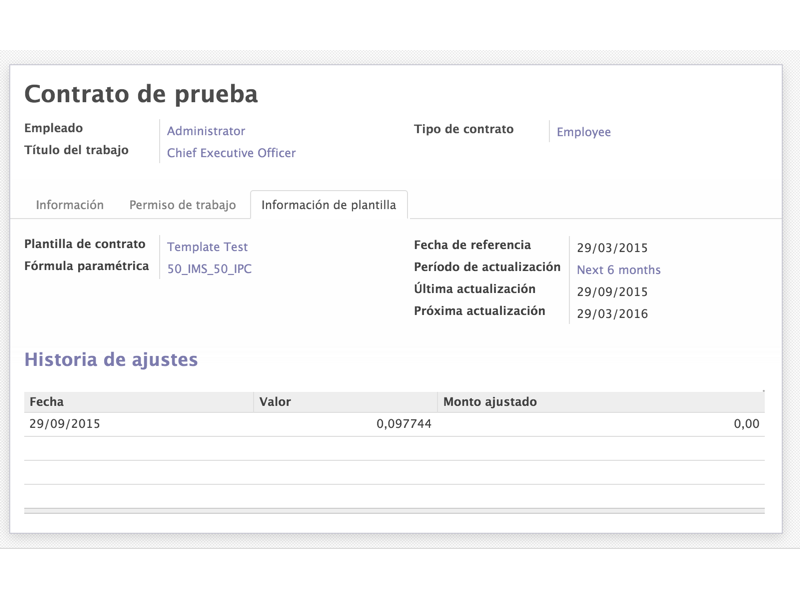 Contrato de prueba
Empleado Administrator Tipo de contrato Employee
Título del trabajo Chief Executive Officer
Información Permiso de trabajo Información de plantilla
Plantilla de contrato Template Test Fecha de referencia 29/03/2015
Fórmula paramétrica 50_IMS_50_IPC Período de actualización Next 6 months
Última actualización 29/09/2015
Próxima actualización 29/03/2016
Historia de ajustes
Fecha Valor Monto ajustado
29/09/2015 0,097744 0,00